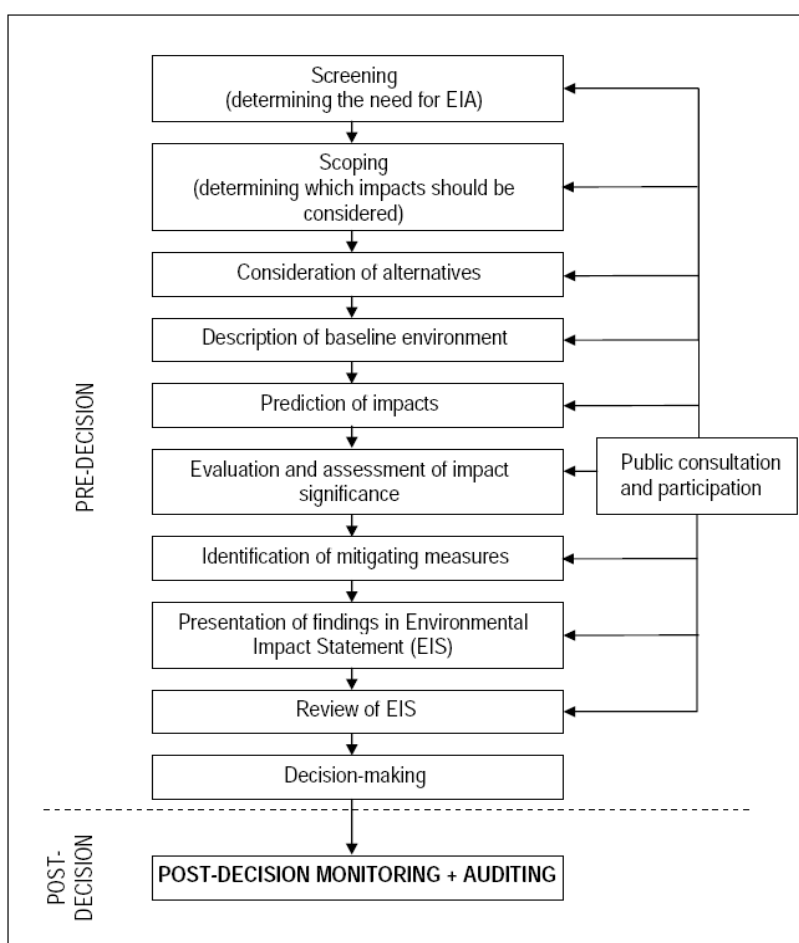 Screening
(determining the need for EIA)
Scoping
(determining which impacts should be
considered)
Consideration of alternatives
Description of baseline environment
Prediction of impacts
Evaluation and assessment of impact
significance
Identification of mitigating measures
Presentation of findings in Environmental
Impact Statement (EIS)
Review of EIS
Decision-making
PRE-DECISION
Public consultation
and participation
POST-
DECISION
POST-DECISION MONITORING + AUDITING